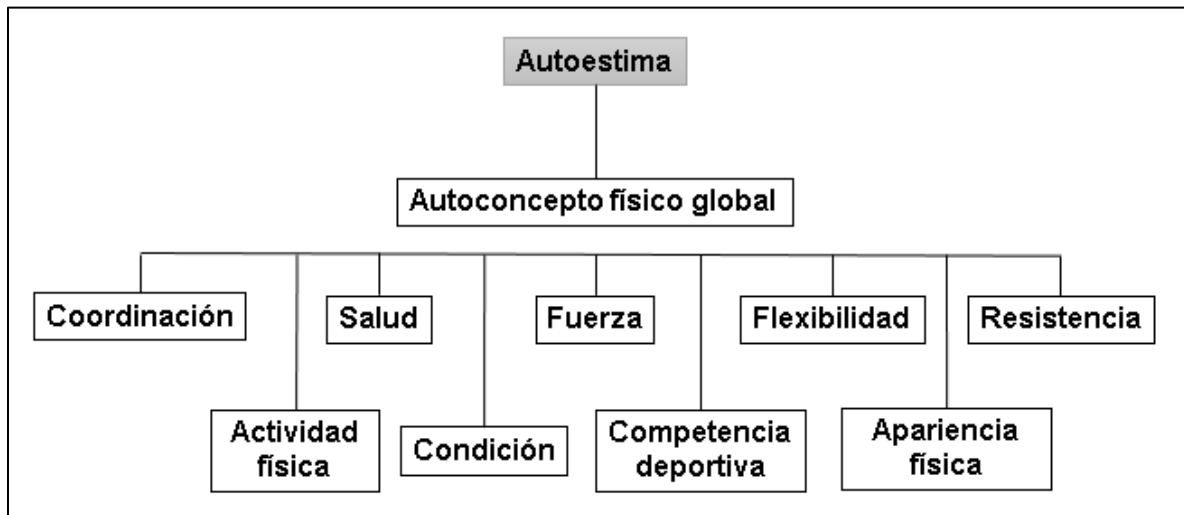 Autoestima
Autoconcepto físico global
Coordinación
Salud
Fuerza
Flexibilidad
Resistencia
Actividad
física
Condición
Competencia
deportiva
Apariencia
física